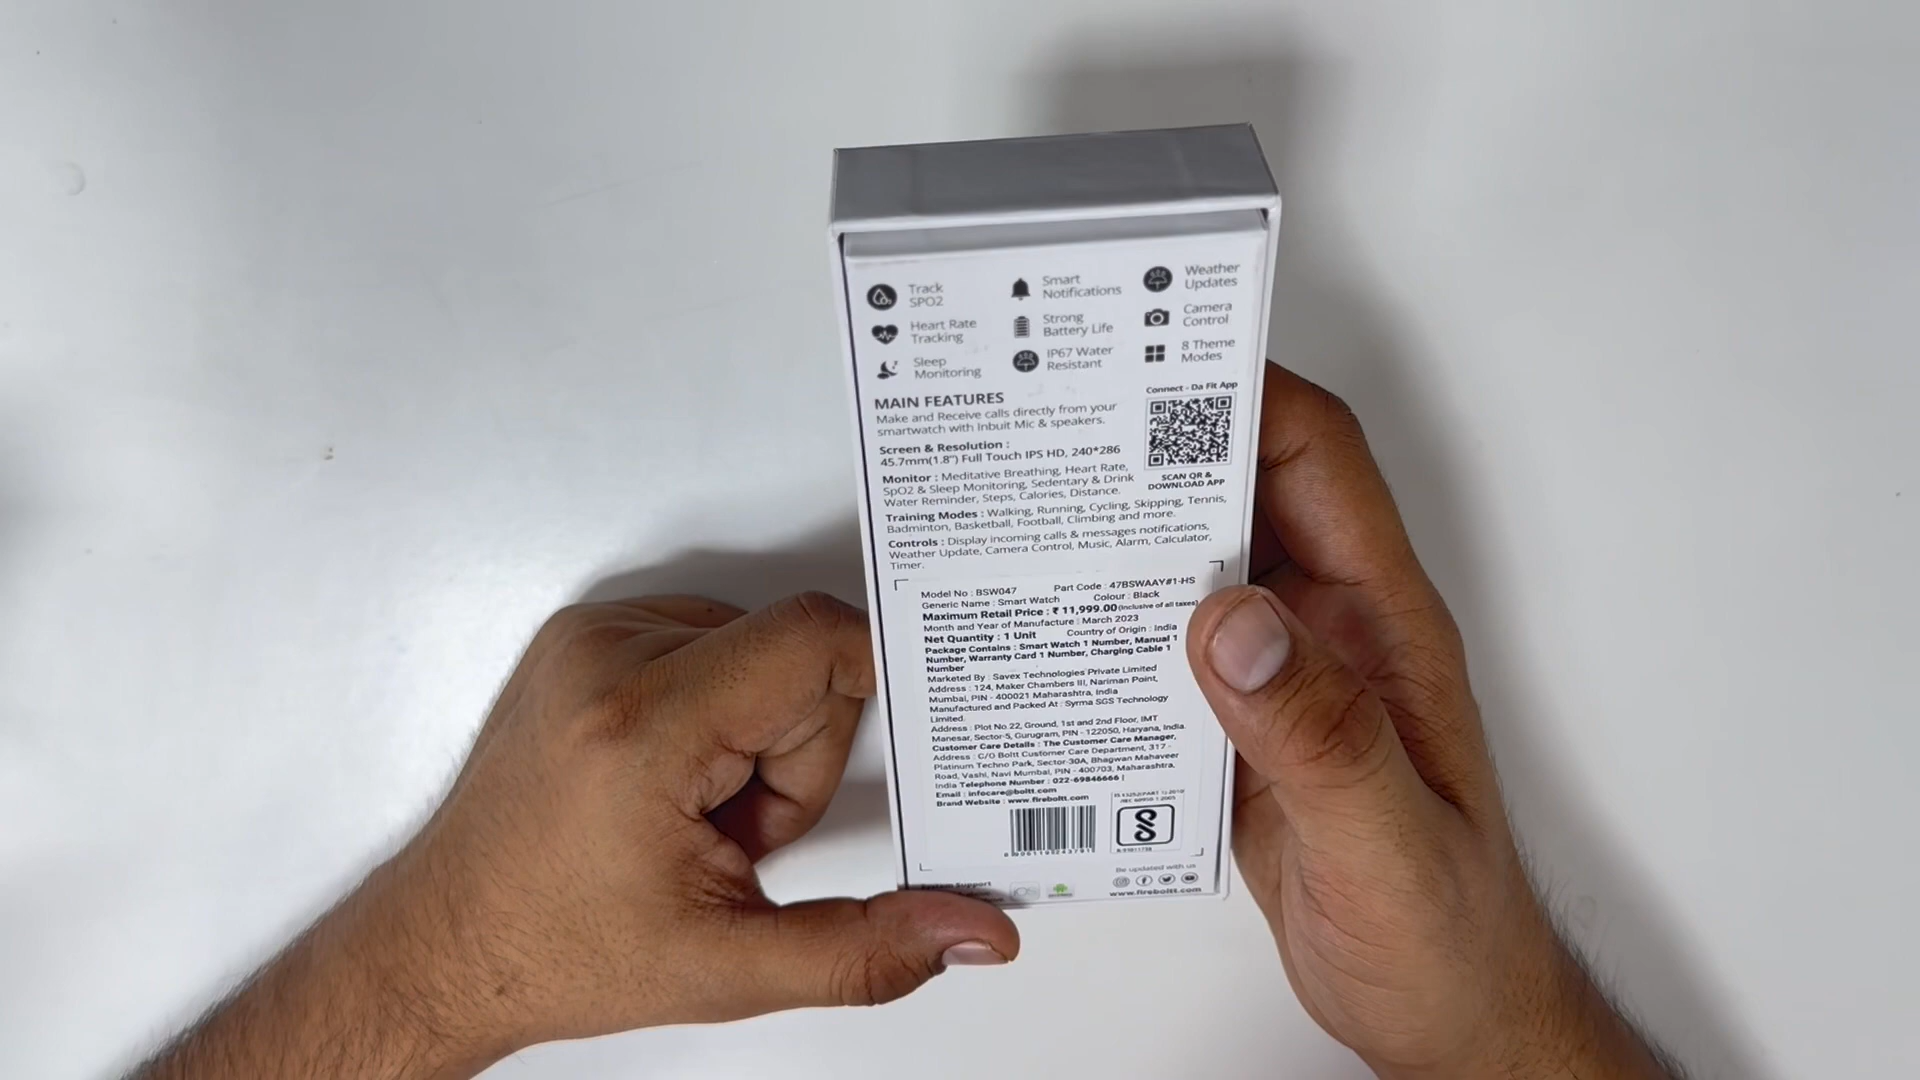 Track
SPO2
Smart
Notifications
Weather
Updates
Heart Rate
Tracking
Strong
Battery Life
Camera
Control
Sleep
Monitoring
IP67 Water
Resistant
8 Theme
Modes
MAIN FEATURES
Make and Receive calls directly from your
smartwatch with Inbuit Mic & speakers.
Connect - Da Fit App
SCAN QR &
DOWNLOAD APP
Screen & Resolution :
45.7mm(1.8") Full Touch IPS HD, 240*286
Monitor : Meditative Breathing, Heart Rate,
SpO2 & Sleep Monitoring, Sedentary & Drink
Water Reminder, Steps, Calories, Distance.
Training Modes : Walking, Running, Cycling, Skipping, Tennis,
Badminton, Basketball, Football, Climbing and more.
Controls : Display incoming calls & messages notifications,
Weather Update, Camera Control, Music, Alarm, Calculator,
Timer.
Model No : BSW047 Part Code : 47BSWAAY#1-HS
Generic Name : Smart Watch Colour : Black
Maximum Retail Price : ₹ 11,999.00 (Inclusive of all taxes)
Month and Year of Manufacture : March 2023
Net Quantity : 1 Unit Country of Origin : India
Package Contains : Smart Watch 1 Number, Manual 1
Number, Warranty Card 1 Number, Charging Cable 1
Number
Marketed By : Savex Technologies Private Limited
Address : 124, Maker Chambers III, Nariman Point,
Mumbai, PIN - 400021 Maharashtra, India
Manufactured and Packed At : Syrma SGS Technology
Limited.
Address : Plot No.22, Ground, 1st and 2nd Floor, IMT
Manesar, Sector-5, Gurugram, PIN - 122050, Haryana, India.
Customer Care Details : The Customer Care Manager,
Address : C/O Boltt Customer Care Department, 317 -
Platinum Techno Park, Sector-30A, Bhagwan Mahaveer
Road, Vashi, Navi Mumbai, PIN - 400703, Maharashtra,
India Telephone Number : 022-69846666 |
Email : infocare@boltt.com
Brand Website : www.fireboltt.com
System Support
Be updated with us
www.fireboltt.com